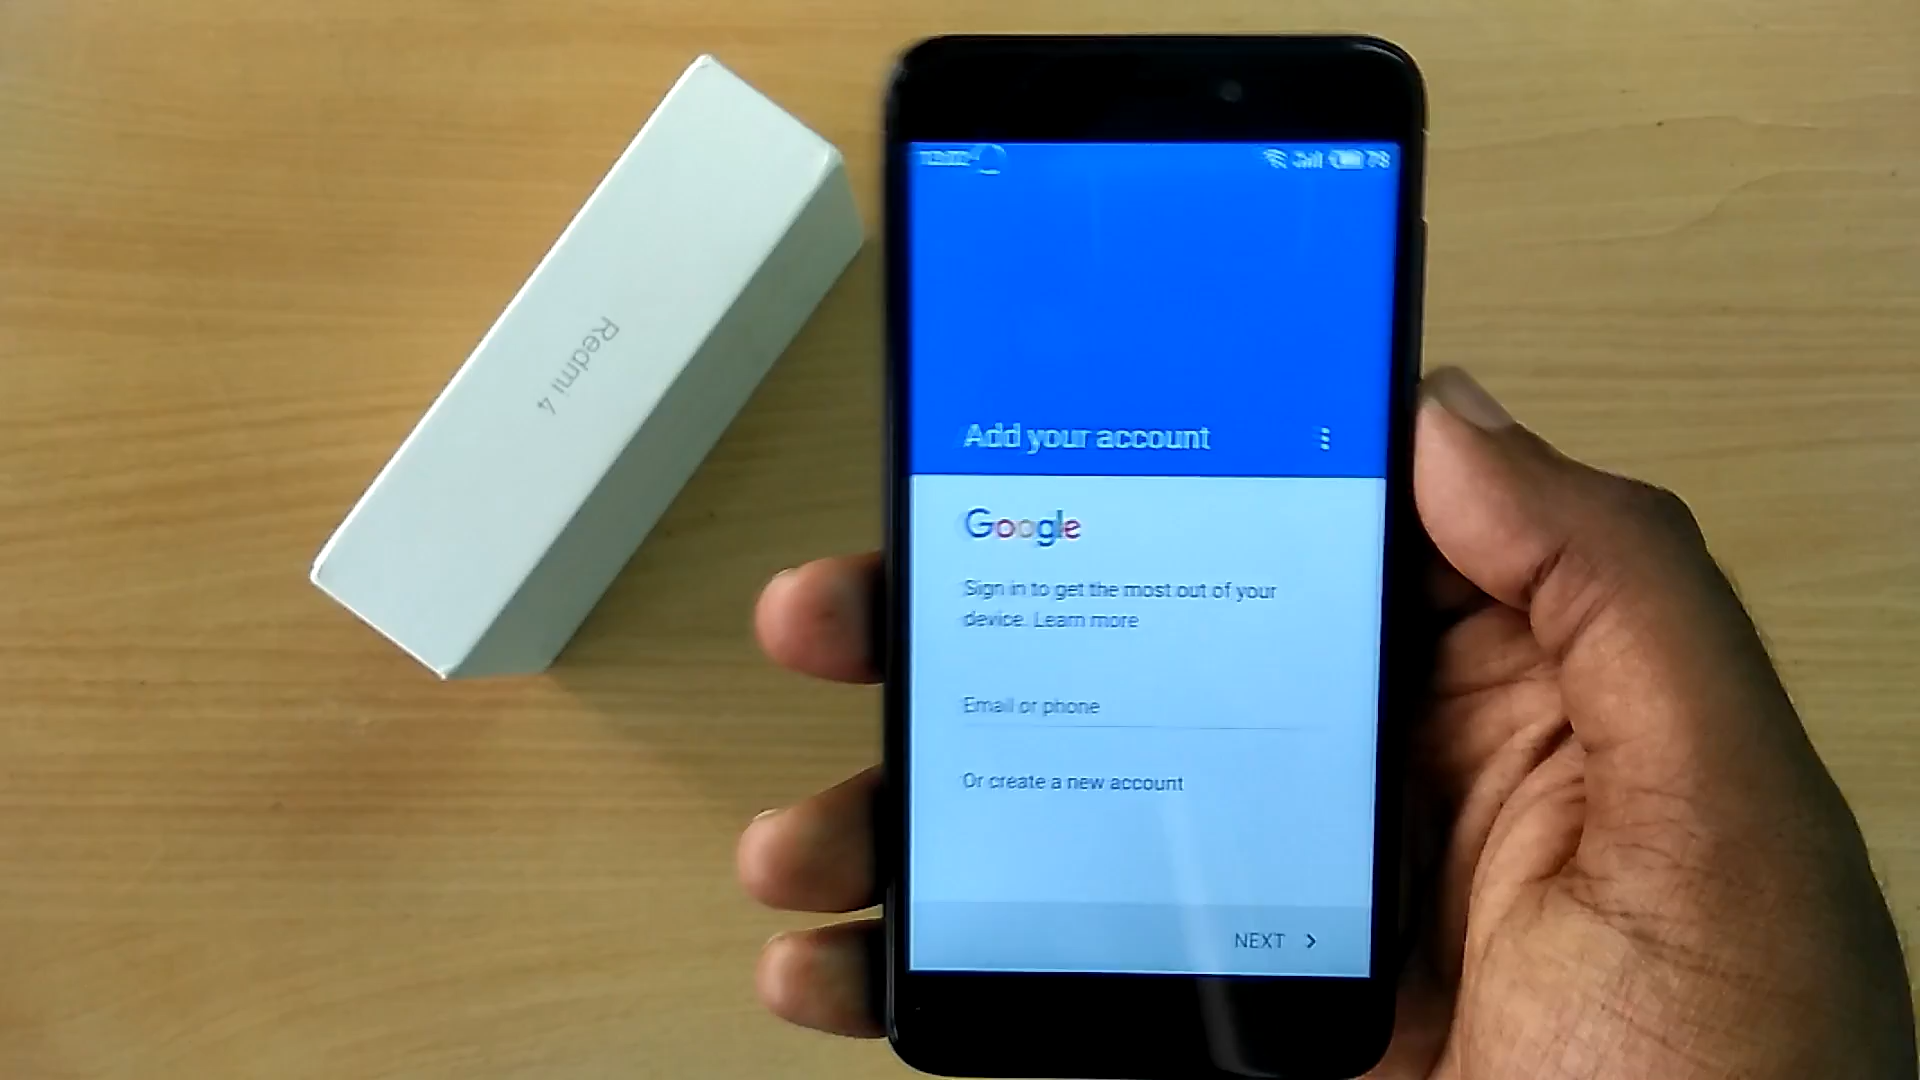 Redmi 4
78
Add your account
Google
Sign in to get the most out of your
device. Learn more
Email or phone
Or create a new account
NEXT